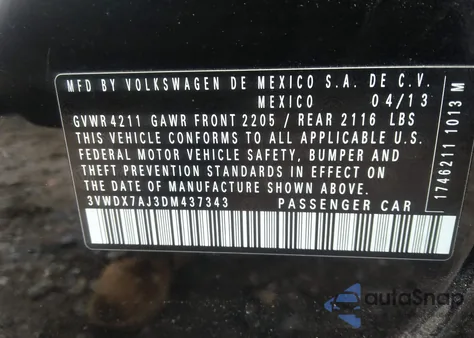 MFD BY VOLKSWAGEN DE MEXICO S.A. DE C.V.
MEXICO 04/13
GVWR 4211 GAWR FRONT 2205 / REAR 2116 LBS
THIS VEHICLE CONFORMS TO ALL APPLICABLE U.S.
FEDERAL MOTOR VEHICLE SAFETY, BUMPER AND
THEFT PREVENTION STANDARDS IN EFFECT ON THE
DATE OF MANUFACTURE SHOWN ABOVE.
3VWDX7AJ3DM437343 PASSENGER CAR
1746211 1013 M
autoSnap